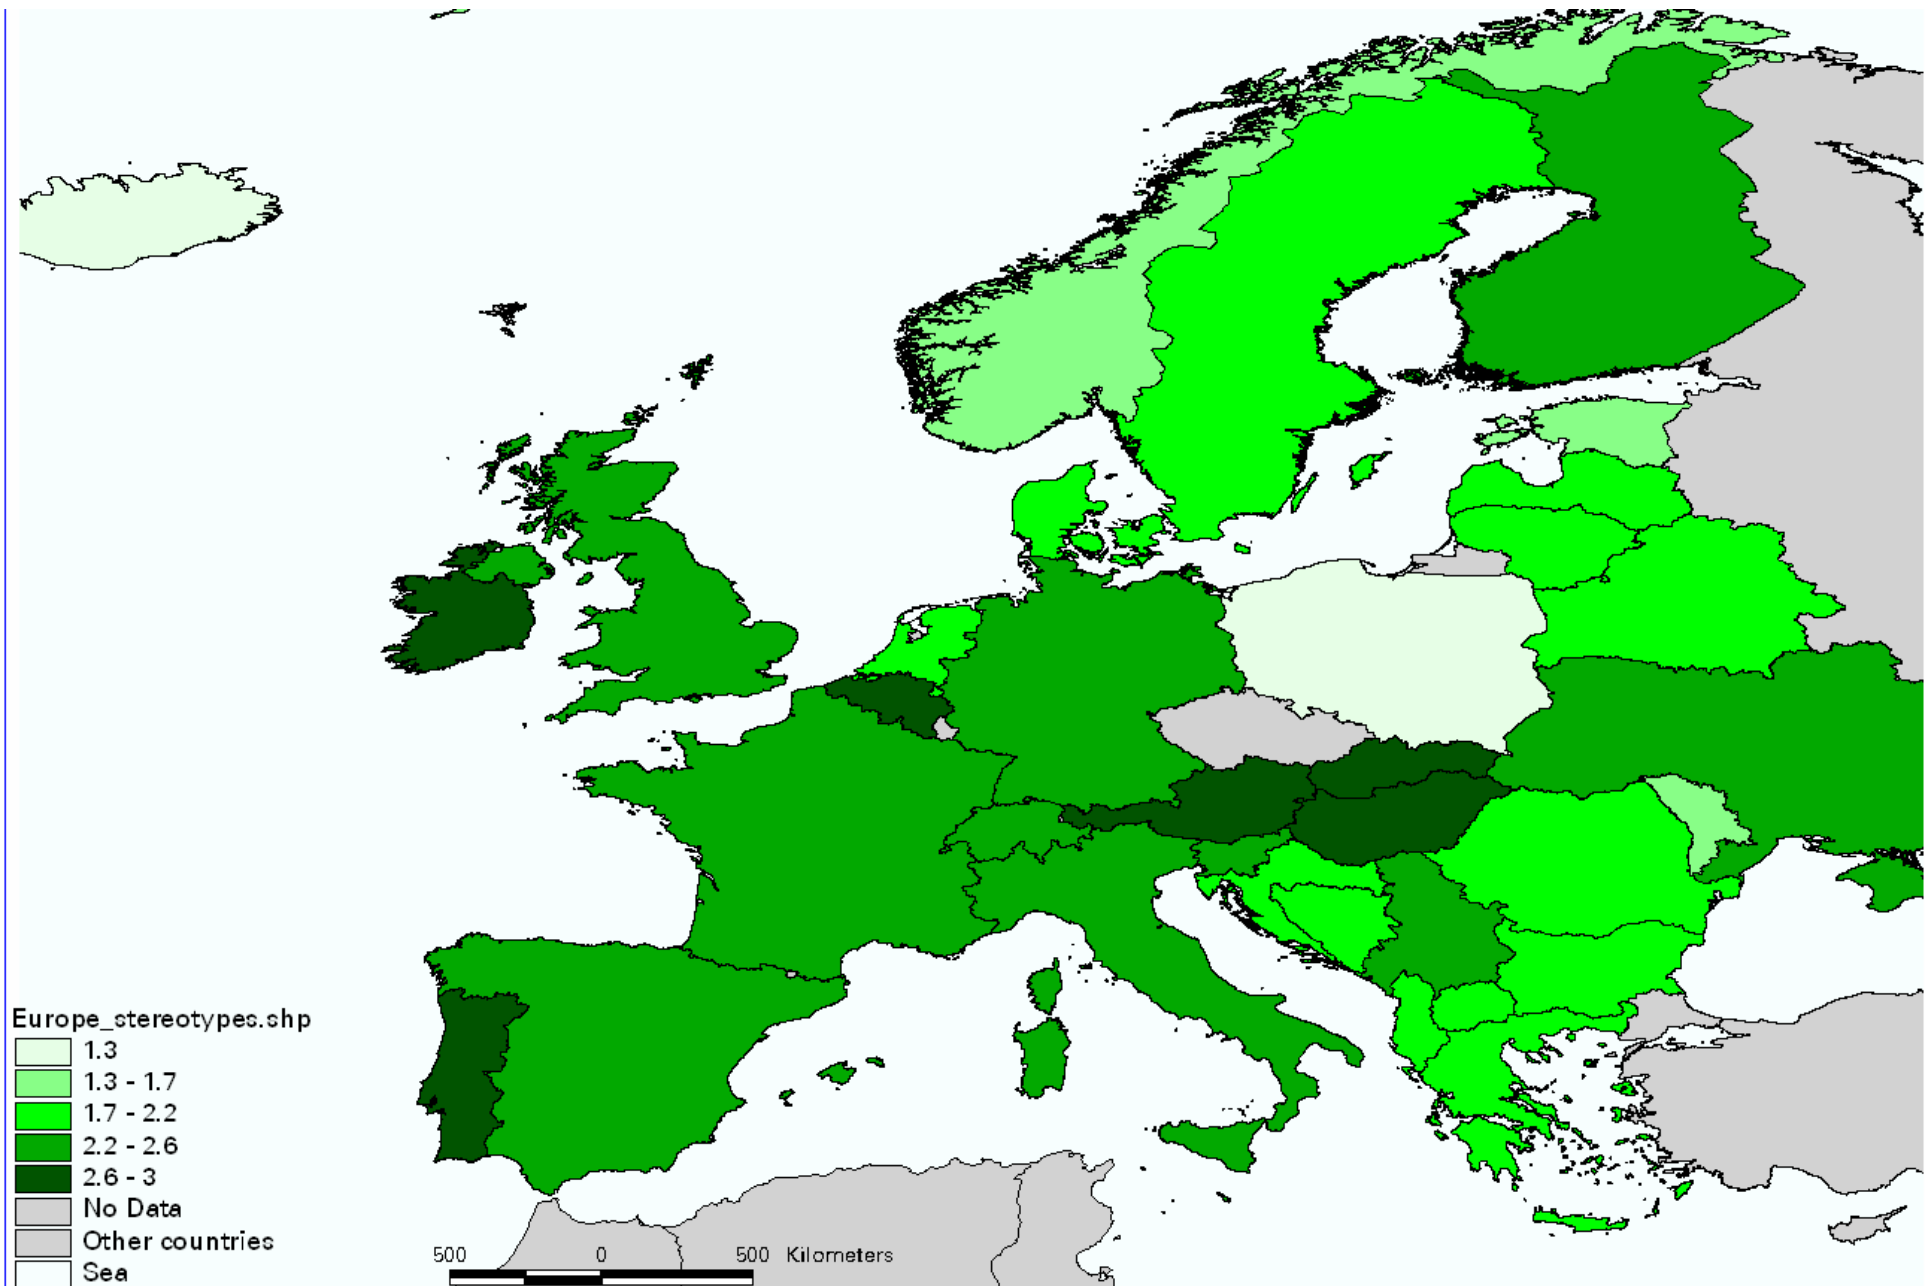 Europe_stereotypes.shp
1.3
1.3 - 1.7
1.7 - 2.2
2.2 - 2.6
2.6 - 3
No Data
Other countries
Sea
500 0 500 Kilometers